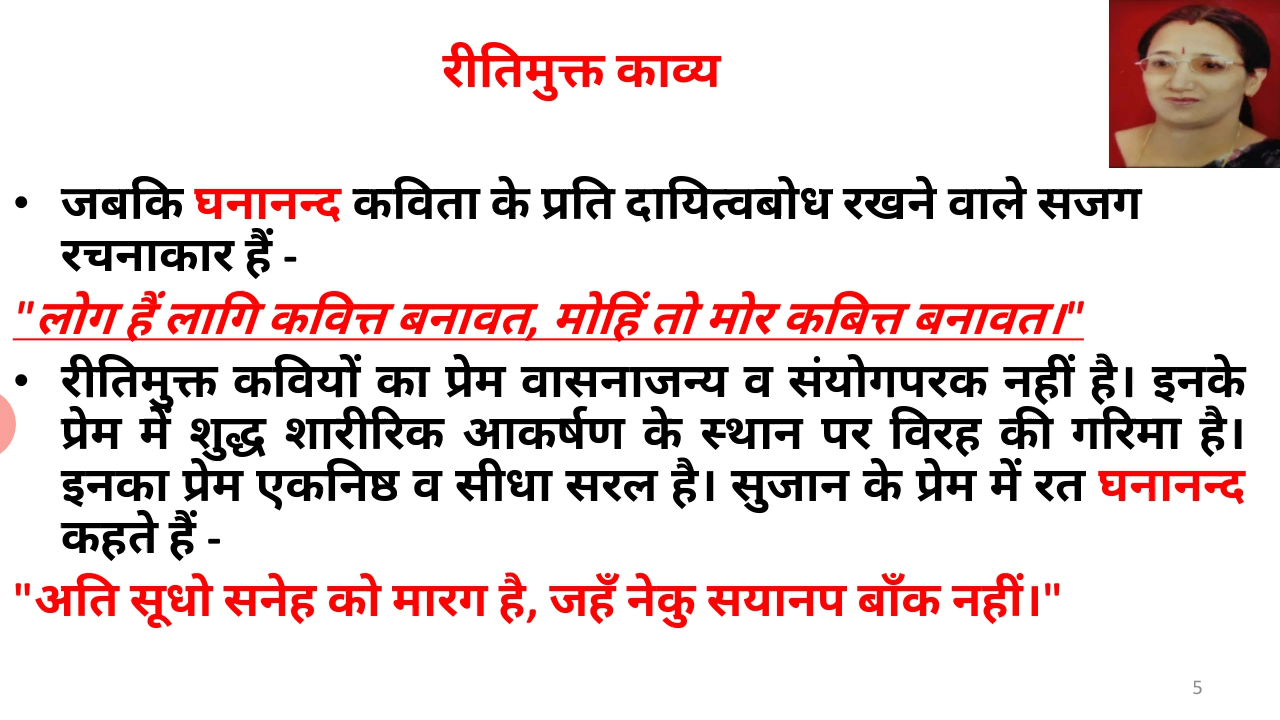 रीतिमुक्त काव्य
• जबकि घनानन्द कविता के प्रति दायित्वबोध रखने वाले सजग
रचनाकार हैं -
"लोग हैं लागि कवित्त बनावत, मोहिं तो मोर कबित्त बनावत।"
• रीतिमुक्त कवियों का प्रेम वासनाजन्य व संयोगपरक नहीं है। इनके
प्रेम में शुद्ध शारीरिक आकर्षण के स्थान पर विरह की गरिमा है।
इनका प्रेम एकनिष्ठ व सीधा सरल है। सुजान के प्रेम में रत घनानन्द
कहते हैं -
"अति सूधो सनेह को मारग है, जहँ नेकु सयानप बाँक नहीं।"
5